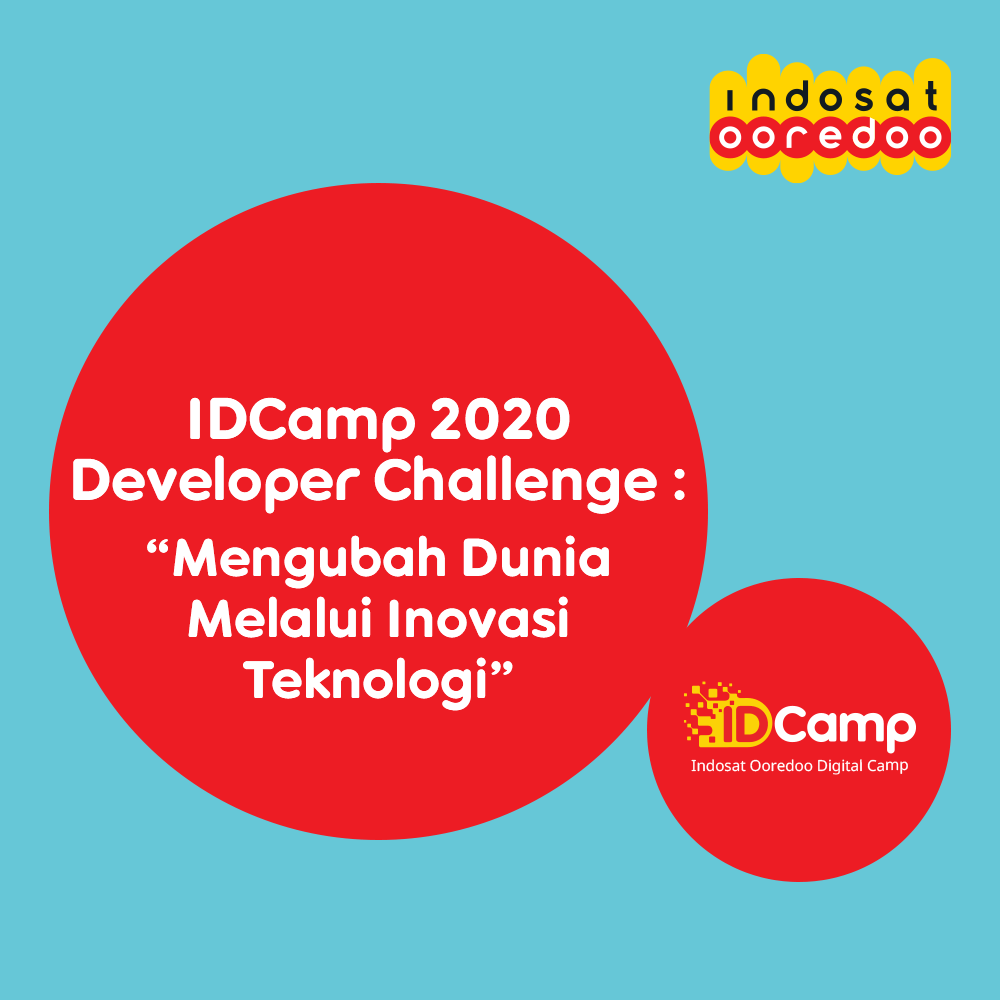 indosat
ooredoo
IDCamp 2020
Developer Challenge :
“Mengubah Dunia
Melalui Inovasi
Teknologi”
IDCamp
Indosat Ooredoo Digital Camp